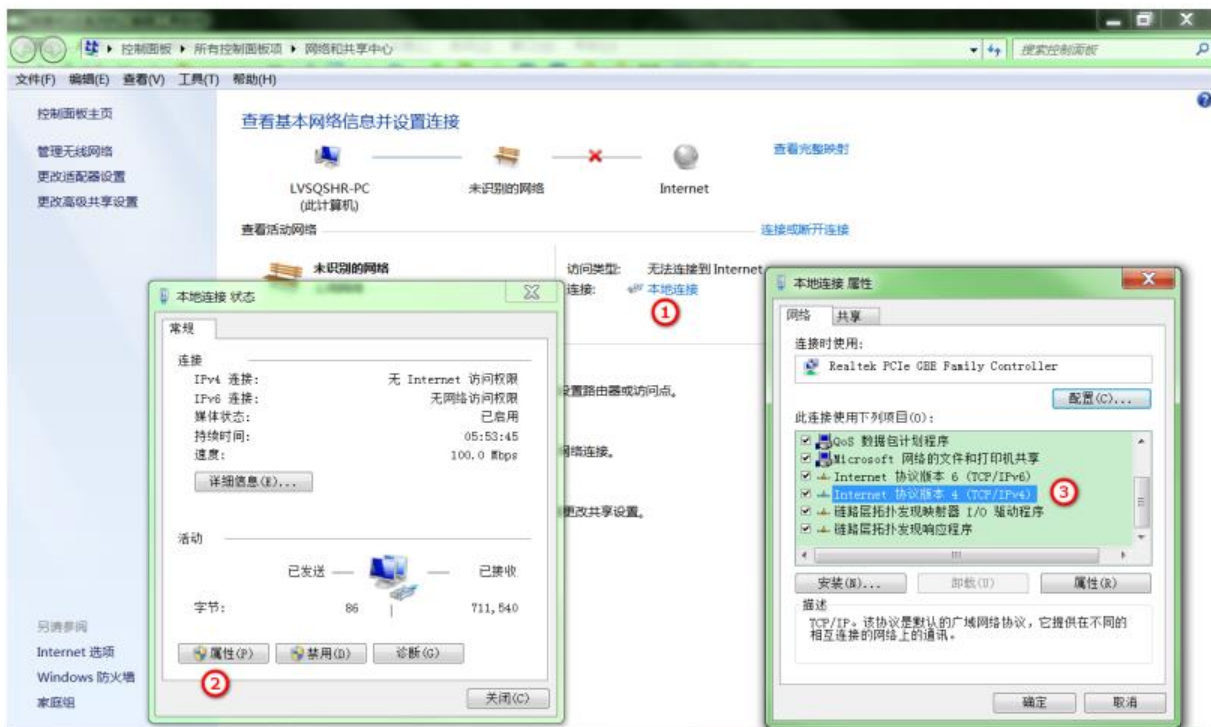 控制面板 ▸ 所有控制面板项 ▸ 网络和共享中心
搜索控制面板
文件(F) 编辑(E) 查看(V) 工具(T) 帮助(H)
控制面板主页
管理无线网络
更改适配器设置
更改高级共享设置
另请参阅
Internet 选项
Windows 防火墙
家庭组
查看基本网络信息并设置连接
查看完整映射
LVSQSHR-PC
(此计算机)
未识别的网络
Internet
查看活动网络
连接或断开连接
未识别的网络
访问类型: 无法连接到 Internet
连接: 本地连接
1
设置路由器或访问点。
网络连接。
更改共享设置。
本地连接 状态
常规
连接
IPv4 连接: 无 Internet 访问权限
IPv6 连接: 无网络访问权限
媒体状态: 已启用
持续时间: 05:53:45
速度: 100.0 Mbps
详细信息(E)...
活动
已发送 已接收
字节: 86 711,540
属性(P) 禁用(D) 诊断(G)
2
关闭(C)
本地连接 属性
网络 共享
连接时使用:
Realtek PCIe GBE Family Controller
配置(C)...
此连接使用下列项目(O):
QoS 数据包计划程序
Microsoft 网络的文件和打印机共享
Internet 协议版本 6 (TCP/IPv6)
Internet 协议版本 4 (TCP/IPv4)
3
链路层拓扑发现映射器 I/O 驱动程序
链路层拓扑发现响应程序
安装(N)... 卸载(U) 属性(R)
描述
TCP/IP。该协议是默认的广域网络协议，它提供在不同的
相互连接的网络上的通讯。
确定 取消